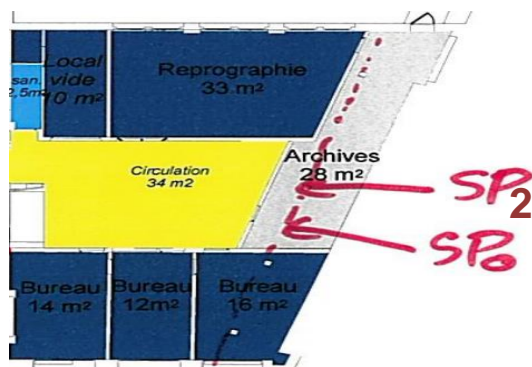 Local
vide
10 m²
san.
2,5m²
Reprographie
33 m²
Circulation
34 m2
Archives
28 m²
SP2
SP0
Bureau
14 m²
Bureau
12m²
Bureau
16 m²